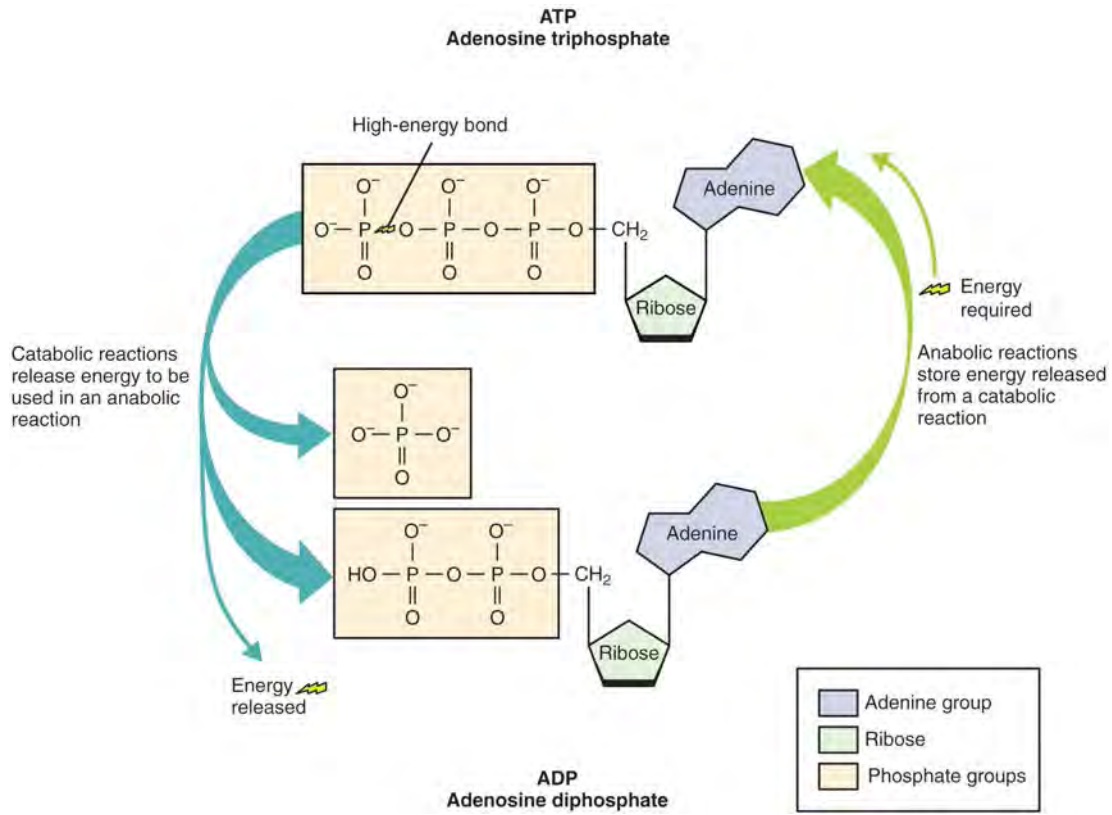 ATP
Adenosine triphosphate
High-energy bond
O⁻ O⁻ O⁻
Adenine
O⁻ – P O – P – O – P – O – CH₂
O O O
Ribose
Energy
required
Catabolic reactions
release energy to be
used in an anabolic
reaction
Anabolic reactions
store energy released
from a catabolic
reaction
O⁻
O⁻ – P – O⁻
O
Adenine
O⁻ O⁻
HO – P – O – P – O – CH₂
O O
Ribose
Energy
released
Adenine group
Ribose
Phosphate groups
ADP
Adenosine diphosphate